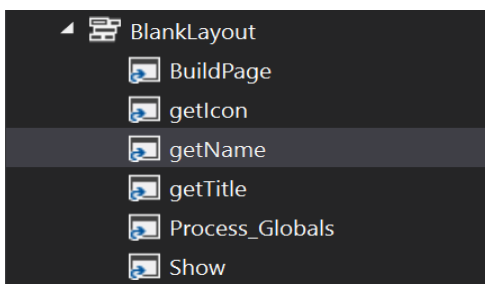 BlankLayout
BuildPage
getIcon
getName
getTitle
Process_Globals
Show